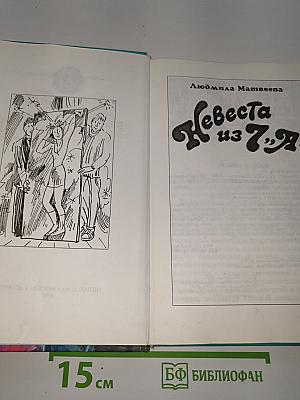 Людмила Матвеева
Невеста
из 7„А
15 см
БФ БИБЛИОФАН